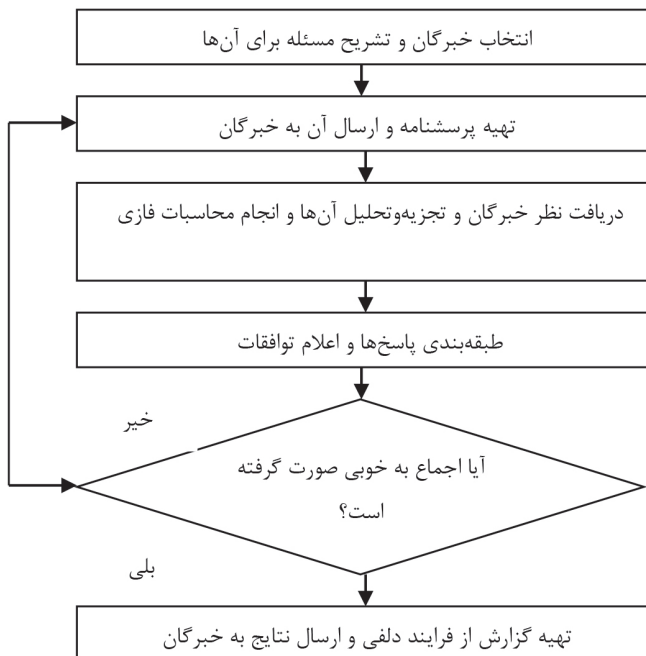 انتخاب خبرگان و تشریح مسئله برای آن‌ها
تهیه پرسشنامه و ارسال آن به خبرگان
دریافت نظر خبرگان و تجزیه‌وتحلیل آن‌ها و انجام محاسبات فازی
طبقه‌بندی پاسخ‌ها و اعلام توافقات
خیر
آیا اجماع به خوبی صورت گرفته
است؟
بلی
تهیه گزارش از فرایند دلفی و ارسال نتایج به خبرگان